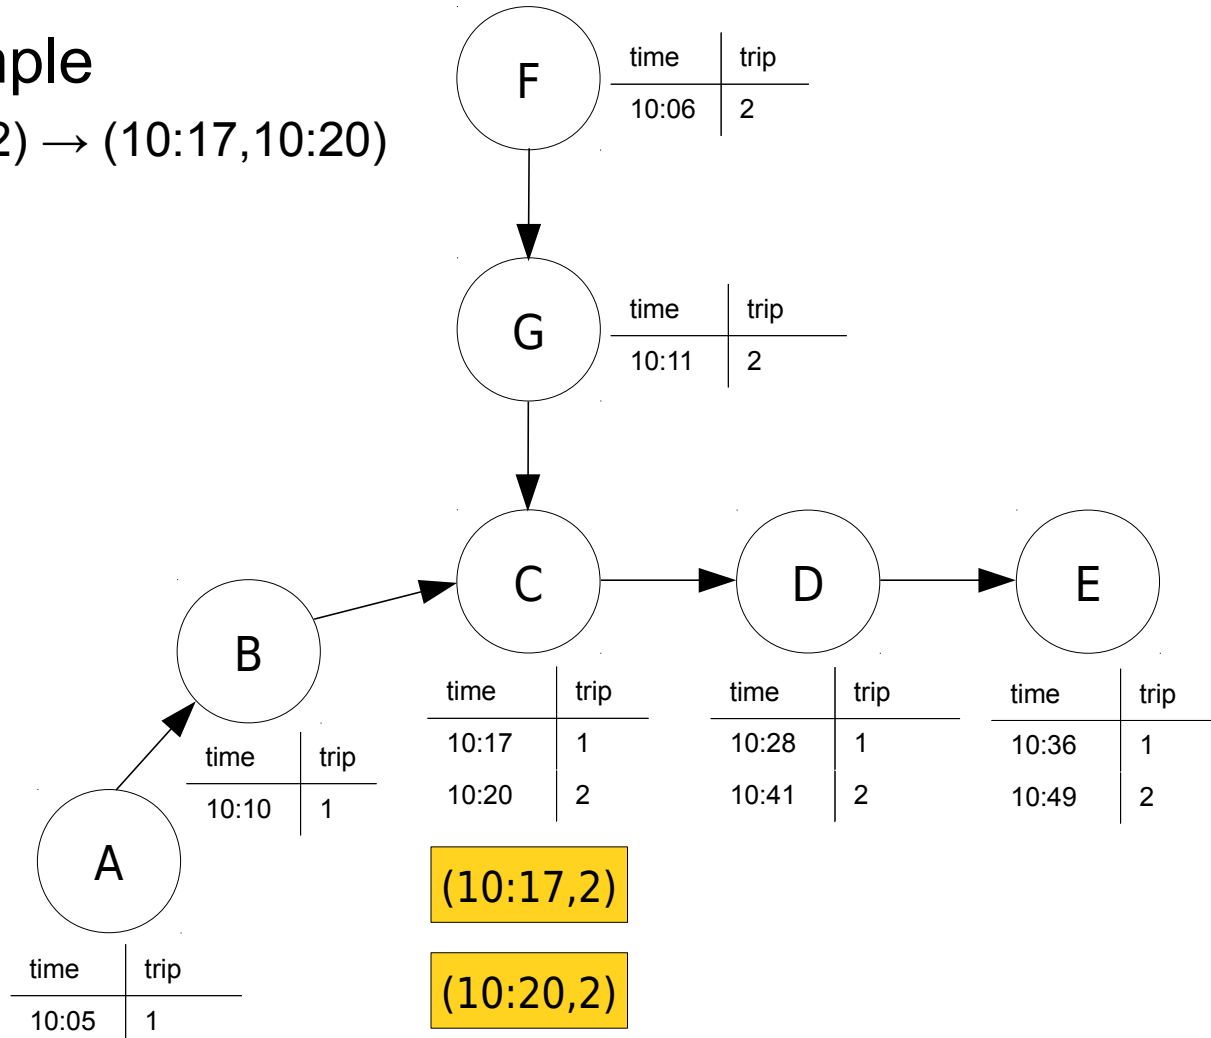 mple
2) → (10:17,10:20)
F
time trip
10:06 2
G
time trip
10:11 2
C
D
E
B
time trip
10:17 1
10:20 2
time trip
10:28 1
10:41 2
time trip
10:36 1
10:49 2
time trip
10:10 1
A
(10:17,2)
(10:20,2)
time trip
10:05 1